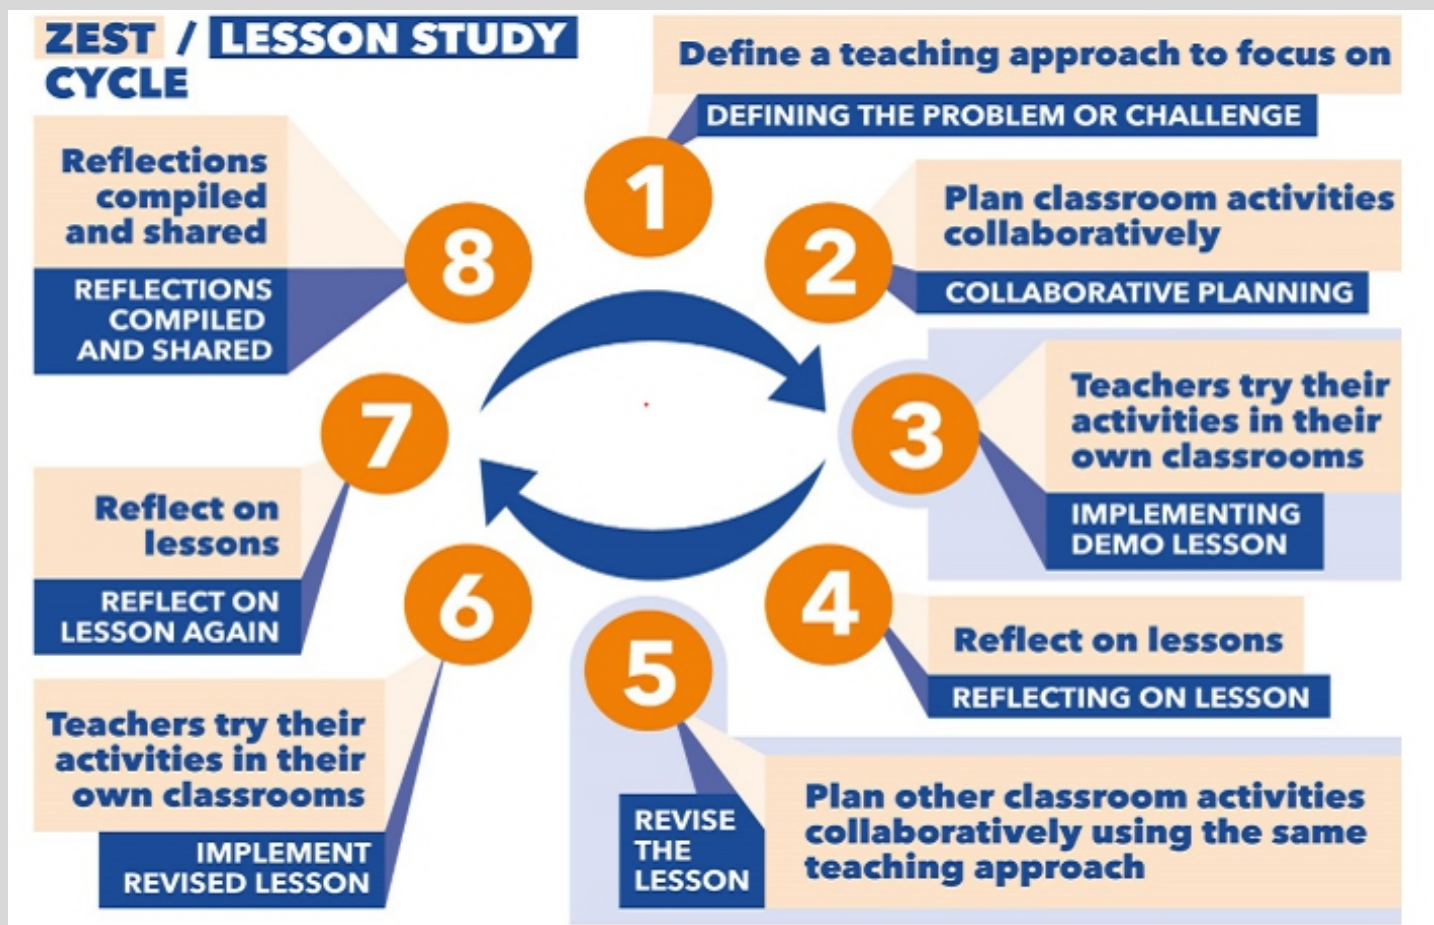 ZEST / LESSON STUDY
CYCLE
1
Define a teaching approach to focus on
DEFINING THE PROBLEM OR CHALLENGE
2
Plan classroom activities
collaboratively
COLLABORATIVE PLANNING
3
Teachers try their
activities in their
own classrooms
IMPLEMENTING
DEMO LESSON
4
Reflect on lessons
REFLECTING ON LESSON
5
Plan other classroom activities
collaboratively using the same
teaching approach
REVISE
THE
LESSON
6
Teachers try their
activities in their
own classrooms
IMPLEMENT
REVISED LESSON
7
Reflect on
lessons
REFLECT ON
LESSON AGAIN
8
Reflections
compiled
and shared
REFLECTIONS
COMPILED
AND SHARED